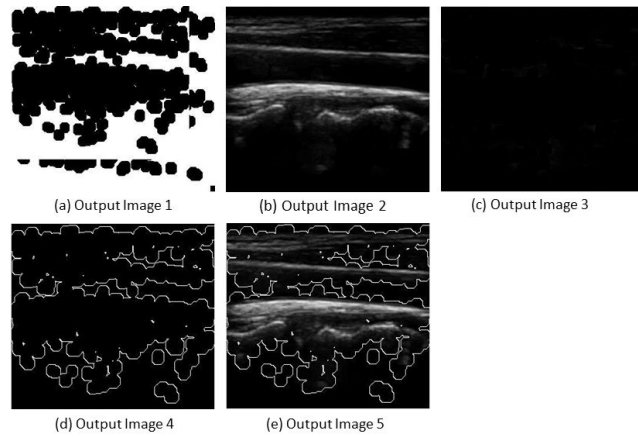 (a) Output Image 1
(b) Output Image 2
(c) Output Image 3
(d) Output Image 4
(e) Output Image 5